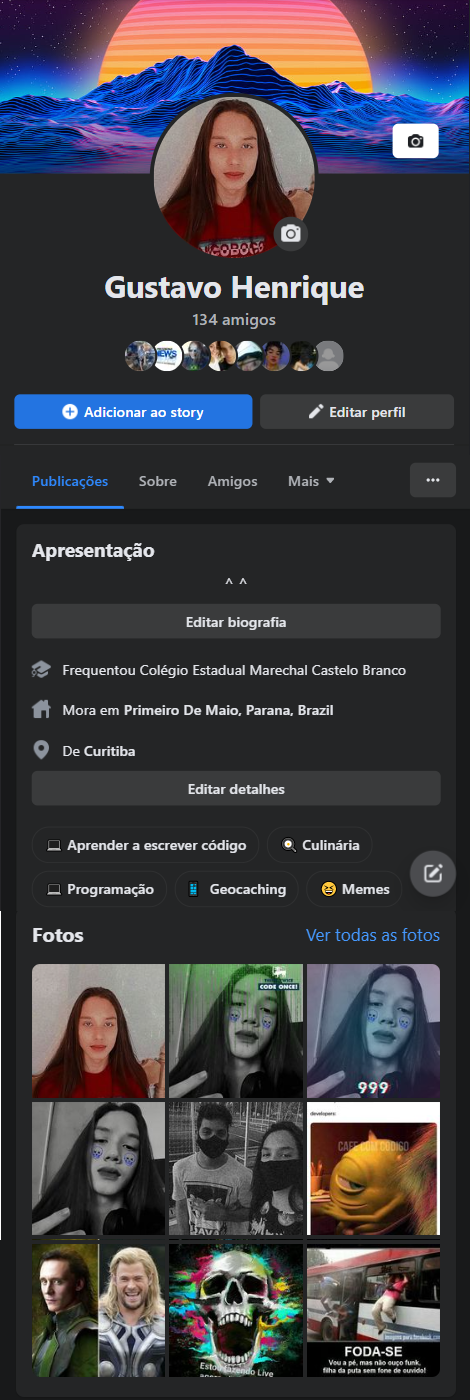 Gustavo Henrique
134 amigos
NEWS
Adicionar ao story
Editar perfil
Publicações
Sobre
Amigos
Mais
Apresentação
^ ^
Editar biografia
Frequentou Colégio Estadual Marechal Castelo Branco
Mora em Primeiro De Maio, Parana, Brazil
De Curitiba
Editar detalhes
Aprender a escrever código
Culinária
Programação
Geocaching
Memes
Fotos
Ver todas as fotos
CODE ONCE!
999
developers:
CAFÉ COM CÓDIGO
Estou fazendo Live
FODA-SE
Vou a pé, mas não ouço funk,
filha da puta sem fone de ouvido!